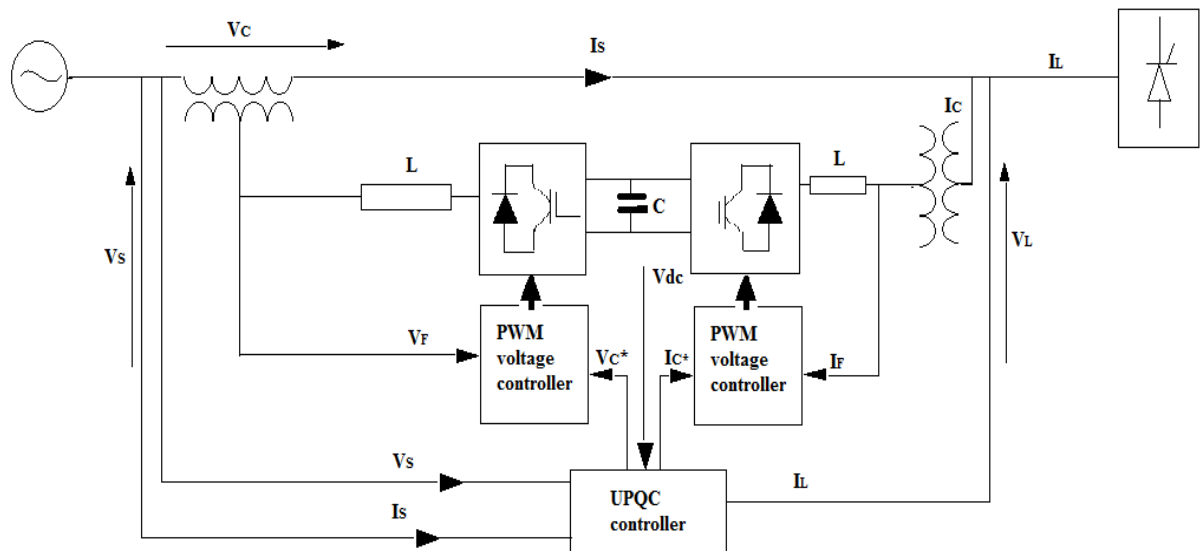 VC
IS
IL
IC
L
L
C
VS
VL
Vdc
VF
PWM
voltage
controller
VC*
IC*
PWM
voltage
controller
IF
VS
IL
UPQC
controller
IS